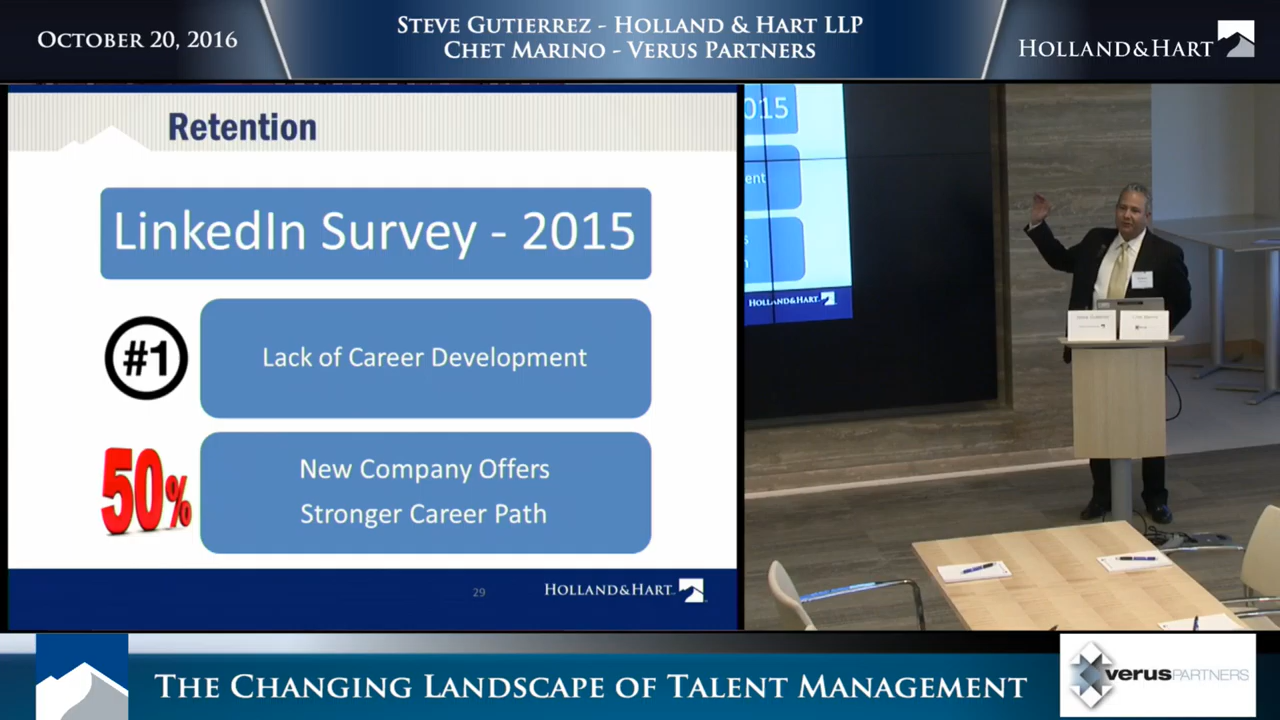 OCTOBER 20, 2016
STEVE GUTIERREZ - HOLLAND & HART LLP
CHET MARINO - VERUS PARTNERS
HOLLAND&HART
Retention
LinkedIn Survey - 2015
#1
Lack of Career Development
50%
New Company Offers
Stronger Career Path
29
HOLLAND&HART
015
ent
s
n
HOLLAND&HART
THE CHANGING LANDSCAPE OF TALENT MANAGEMENT
verusPARTNERS